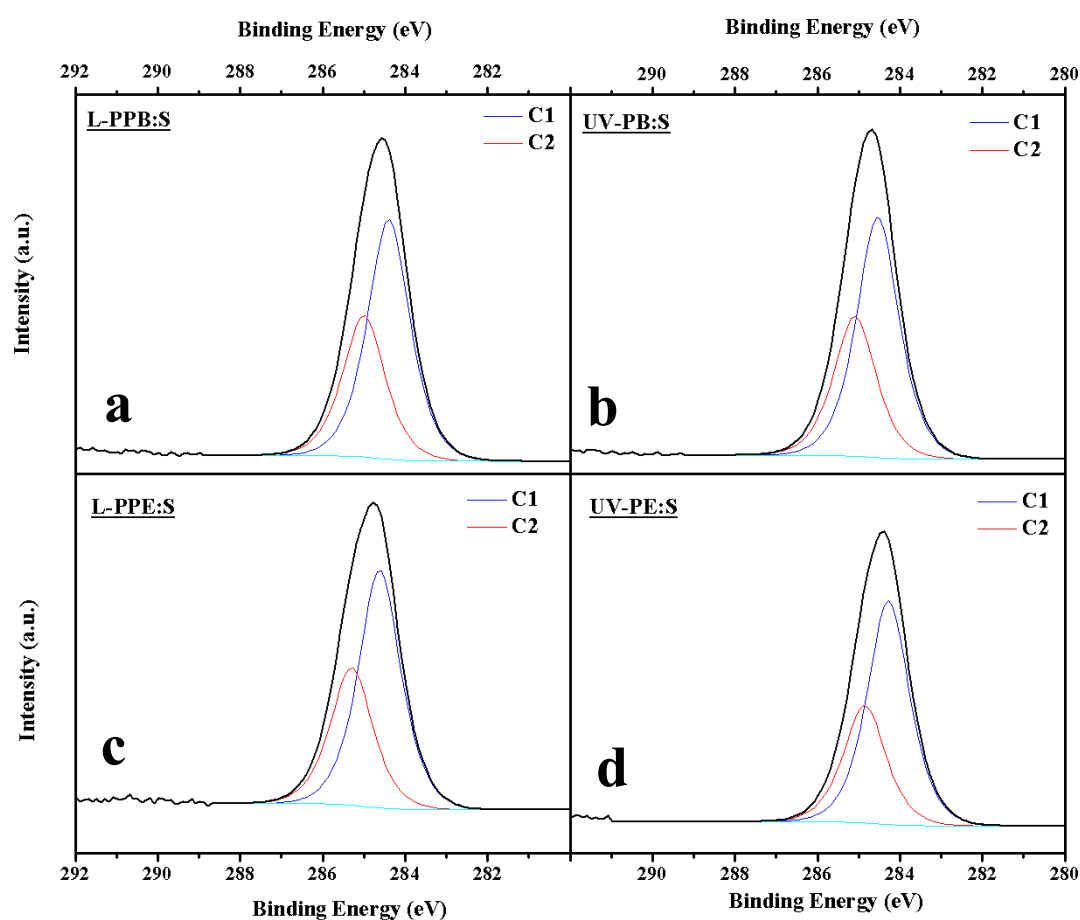 Binding Energy (eV)
Binding Energy (eV)
292 290 288 286 284 282
290 288 286 284 282 280
L-PPB:S
C1
C2
UV-PB:S
C1
C2
Intensity (a.u.)
a
b
L-PPE:S
C1
C2
UV-PE:S
C1
C2
Intensity (a.u.)
c
d
292 290 288 286 284 282
290 288 286 284 282 280
Binding Energy (eV)
Binding Energy (eV)